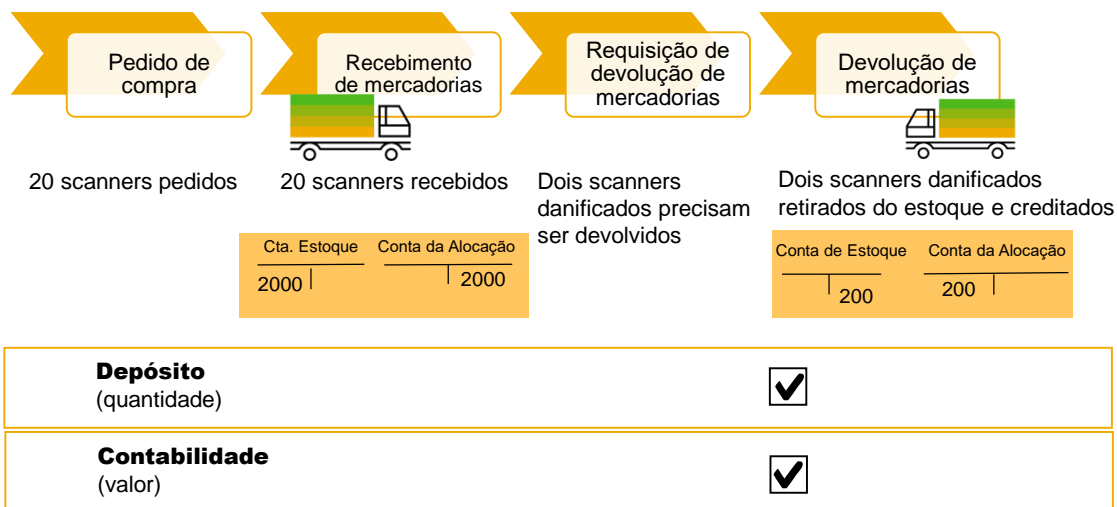 Pedido de
compra
Recebimento
de mercadorias
Requisição de
devolução de
mercadorias
Devolução de
mercadorias
20 scanners pedidos
20 scanners recebidos
Dois scanners
danificados precisam
ser devolvidos
Dois scanners danificados
retirados do estoque e creditados
Cta. Estoque
Conta da Alocação
2000
2000
Conta de Estoque
Conta da Alocação
200
200
Depósito
(quantidade)
Contabilidade
(valor)